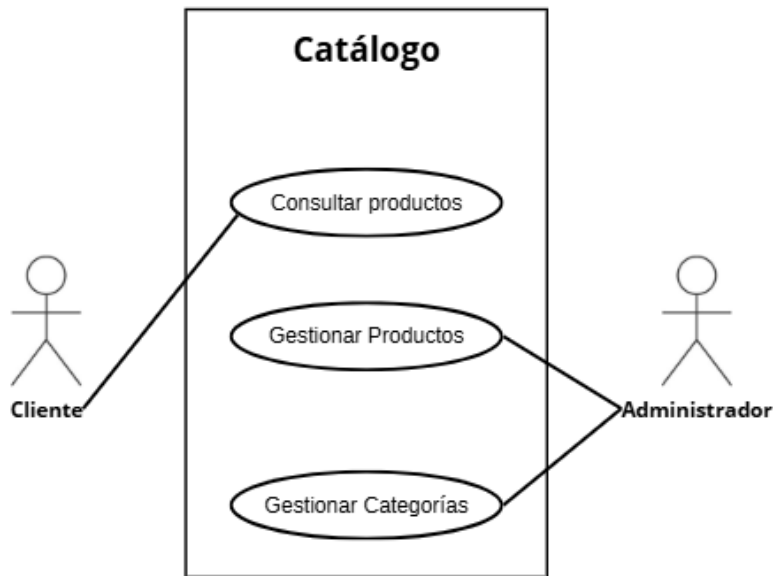 Catálogo
Consultar productos
Gestionar Productos
Cliente
Administrador
Gestionar Categorías